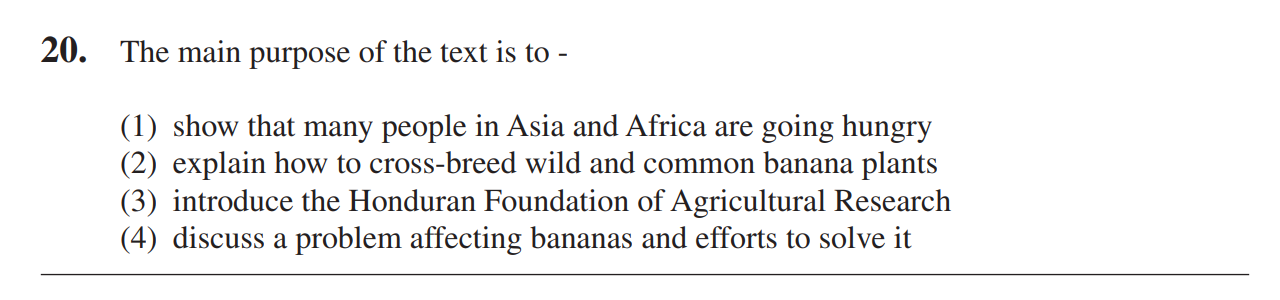 20. The main purpose of the text is to -
(1) show that many people in Asia and Africa are going hungry
(2) explain how to cross-breed wild and common banana plants
(3) introduce the Honduran Foundation of Agricultural Research
(4) discuss a problem affecting bananas and efforts to solve it